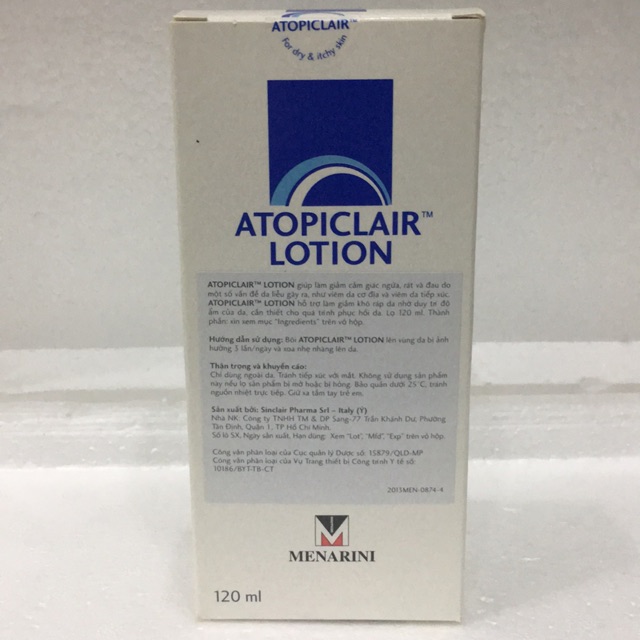 ATOPICLAIR™
For dry & itchy skin
ATOPICLAIR™
LOTION
ATOPICLAIR™ LOTION giúp làm giảm cảm giác ngứa, rát và đau do
một số vấn đề da liễu gây ra, như viêm da cơ địa và viêm da tiếp xúc.
ATOPICLAIR™ LOTION hỗ trợ làm giảm khô ráp da nhờ duy trì độ
ẩm của da, cần thiết cho quá trình phục hồi da. Lọ 120 ml. Thành
phần: xin xem mục "Ingredients" trên vỏ hộp.
Hướng dẫn sử dụng: Bôi ATOPICLAIR™ LOTION lên vùng da bị ảnh
hưởng 3 lần/ngày và xoa nhẹ nhàng lên da.
Thận trọng và khuyến cáo:
Chỉ dùng ngoài da. Tránh tiếp xúc với mắt. Không sử dụng sản phẩm
này nếu lọ sản phẩm bị mở hoặc bị hỏng. Bảo quản dưới 25°C, tránh
nguồn nhiệt trực tiếp. Giữ xa tầm tay trẻ em.
Sản xuất bởi: Sinclair Pharma Srl – Italy (Ý)
Nhà NK: Công ty TNHH TM & DP Sang-77 Trần Khánh Dư, Phường
Tân Định, Quận 1, TP Hồ Chí Minh.
Số lô SX, Ngày sản xuất, Hạn dùng: Xem "Lot", "Mfd", "Exp" trên vỏ hộp.
Công văn phân loại của Cục quản lý Dược số: 15879/QLD-MP
Công văn phân loại của Vụ Trang thiết bị Công trình Y tế số:
10186/BYT-TB-CT
2015MEN-0874-4
MENARINI
120 ml